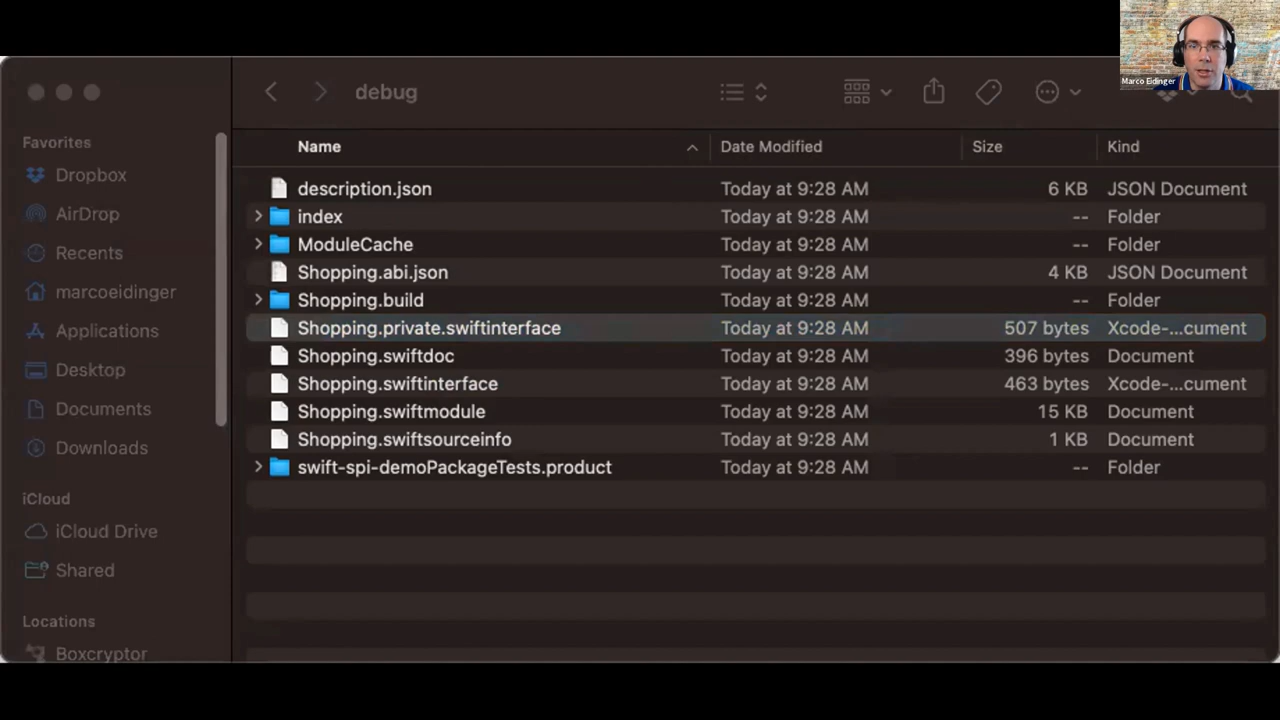 Marco Eidinger
debug
Favorites
Dropbox
AirDrop
Recents
marcoeidinger
Applications
Desktop
Documents
Downloads
iCloud
iCloud Drive
Shared
Locations
Boxcryptor
Name Date Modified Size Kind
description.json Today at 9:28 AM 6 KB JSON Document
index Today at 9:28 AM -- Folder
ModuleCache Today at 9:28 AM -- Folder
Shopping.abi.json Today at 9:28 AM 4 KB JSON Document
Shopping.build Today at 9:28 AM -- Folder
Shopping.private.swiftinterface Today at 9:28 AM 507 bytes Xcode-...cument
Shopping.swiftdoc Today at 9:28 AM 396 bytes Document
Shopping.swiftinterface Today at 9:28 AM 463 bytes Xcode-...cument
Shopping.swiftmodule Today at 9:28 AM 15 KB Document
Shopping.swiftsourceinfo Today at 9:28 AM 1 KB Document
swift-spi-demoPackageTests.product Today at 9:28 AM -- Folder